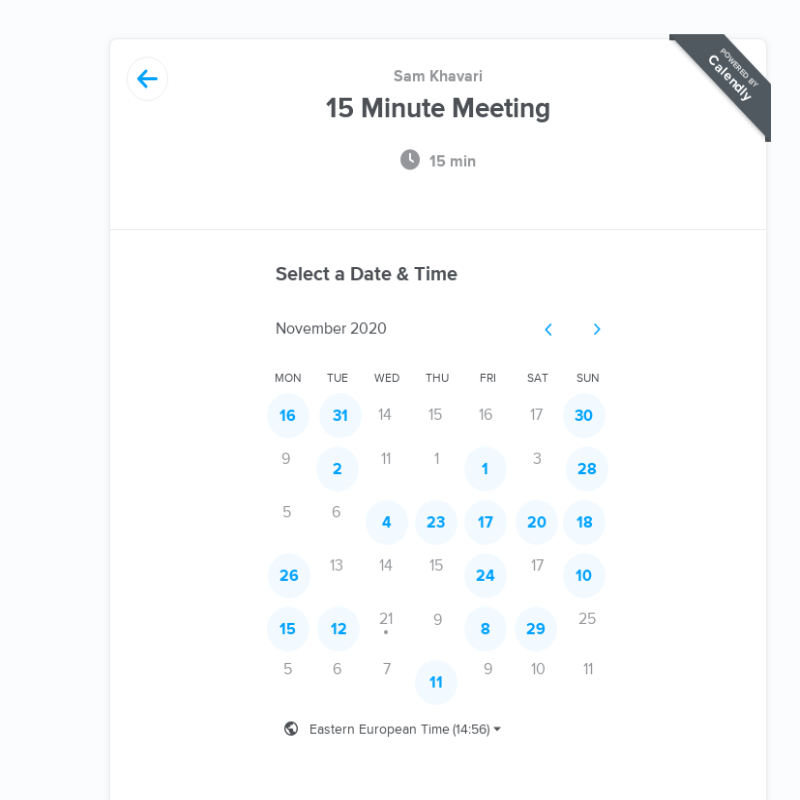 Sam Khavari
POWERED BY
Calendly
15 Minute Meeting
15 min
Select a Date & Time
November 2020
MON TUE WED THU FRI SAT SUN
16 31 14 15 16 17 30
9 2 11 1 1 3 28
5 6 4 23 17 20 18
26 13 14 15 24 17 10
15 12 21 9 8 29 25
5 6 7 11 9 10 11
Eastern European Time (14:56)